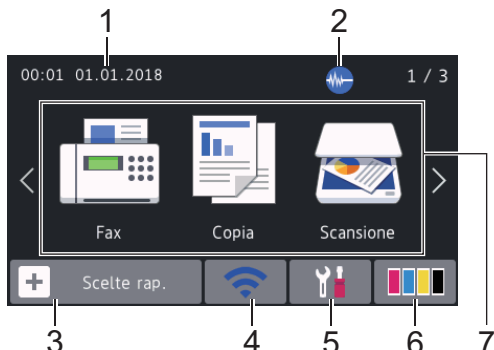 1 2
00:01 01.01.2018 1 / 3
Fax Copia Scansione
Scelte rap.
3 4 5 6 7